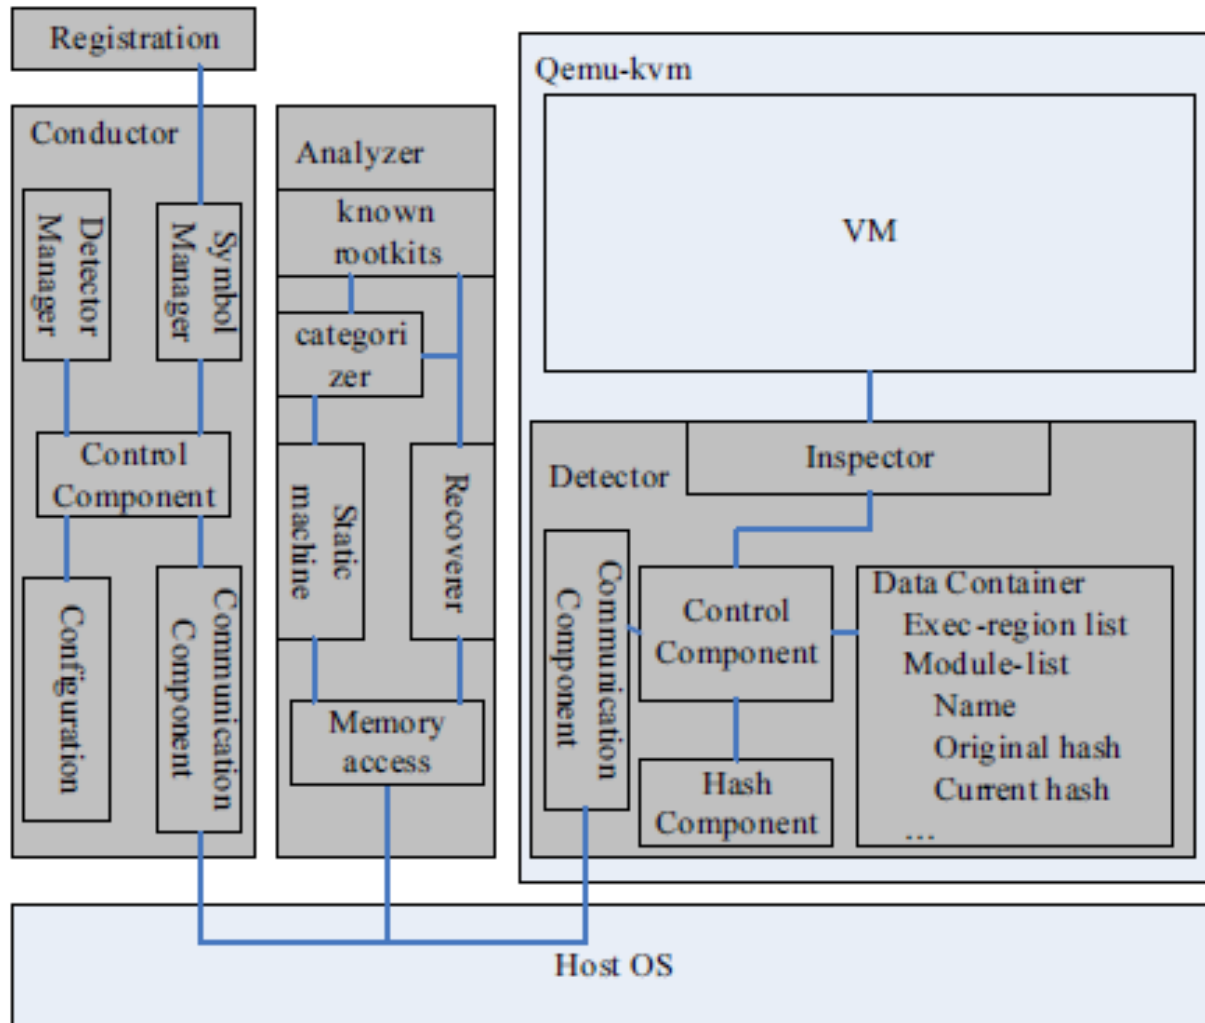 Registration
Conductor
Detector
Manager
Symbol
Manager
Control
Component
Configuration
Communication
Component
Analyzer
known
rootkits
categori
zer
Static
machine
Recoverer
Memory
access
Qemu-kvm
VM
Detector
Inspector
Communication
Component
Control
Component
Hash
Component
Data Container
Exec-region list
Module-list
Name
Original hash
Current hash
...
Host OS